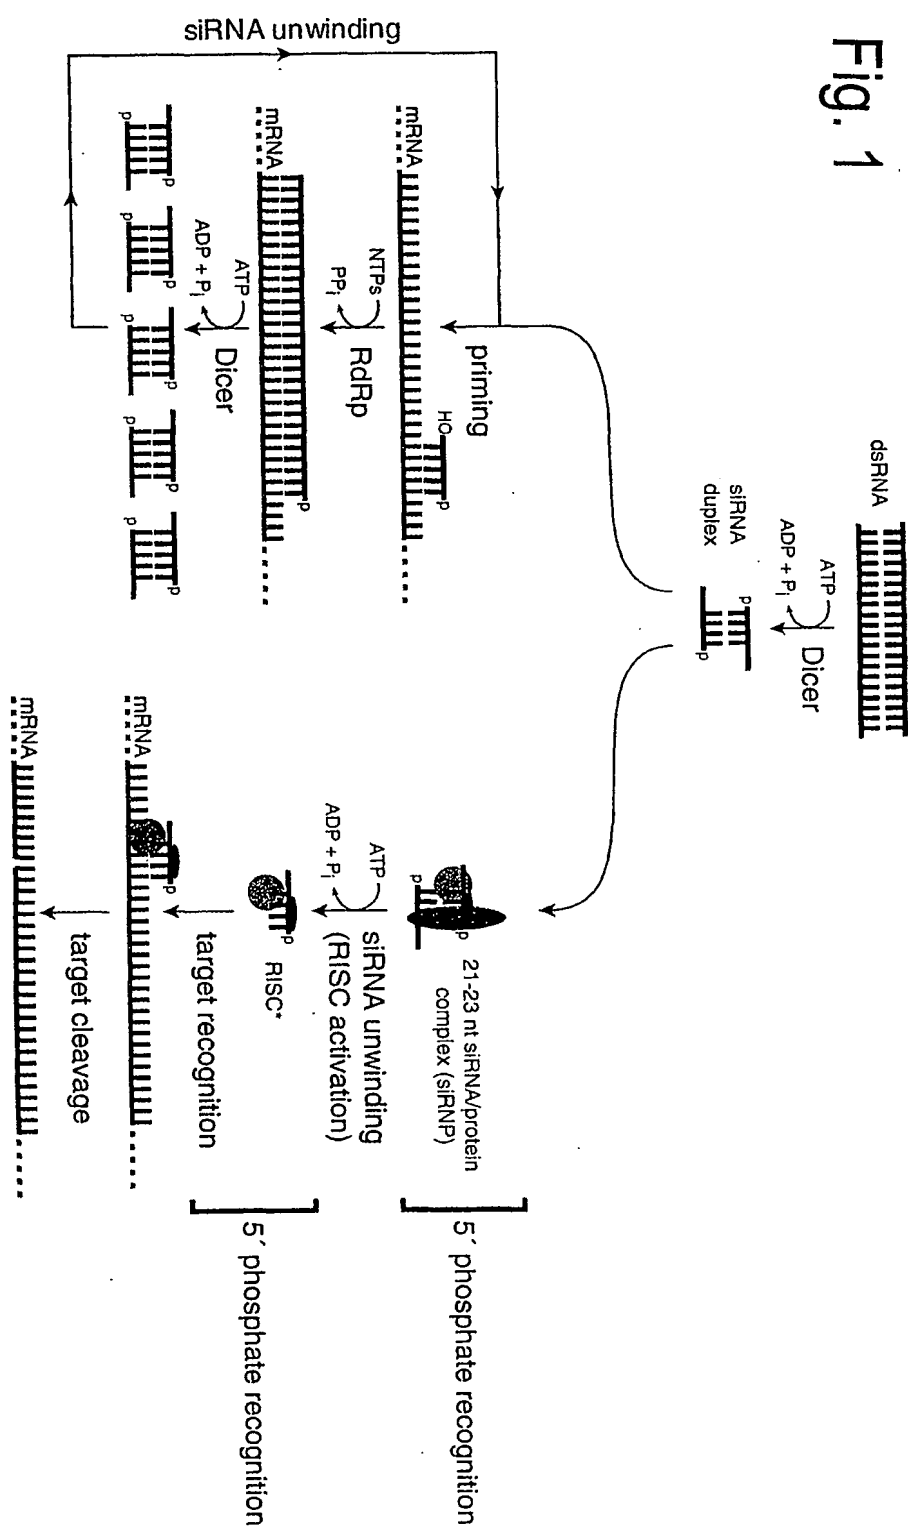 Fig. 1
dsRNA
ATP
ADP + Pi
Dicer
siRNA
duplex
p
p
siRNA unwinding
priming
mRNA
HO
p
NTPs
PPi
RdRp
mRNA
p
ATP
ADP + Pi
Dicer
p
p
p
p
p
p
p
p
p
p
21-23 nt siRNA/protein
complex (siRNP)
p
p
5´ phosphate recognition
ATP
ADP + Pi
siRNA unwinding
(RISC activation)
p
RISC*
5´ phosphate recognition
target recognition
mRNA
p
target cleavage
mRNA